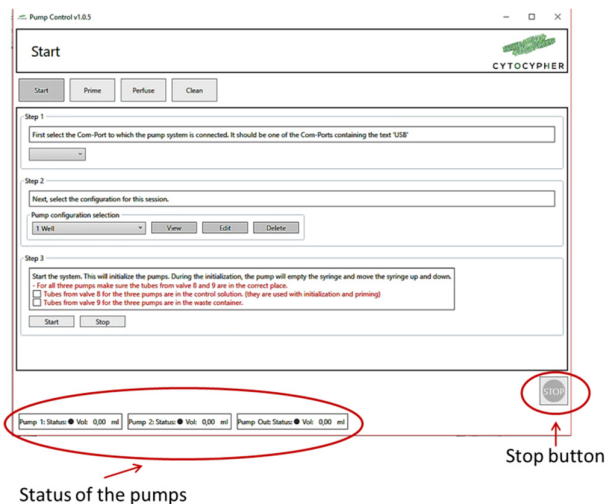 Pump Control v1.0.5
Start
CYTOCYPHER
Start Prime Perfuse Clean
Step 1
First select the Com-Port to which the pump system is connected. It should be one of the Com-Ports containing the text 'USB'
Step 2
Next, select the configuration for this session.
Pump configuration selection
1 Well View Edit Delete
Step 3
Start the system. This will initialize the pumps. During the initialization, the pump will empty the syringe and move the syringe up and down.
- For all three pumps make sure the tubes from valve 8 and 9 are in the correct place.
Tubes from valve 8 for the three pumps are in the control solution. (they are used with initialization and priming)
Tubes from valve 9 for the three pumps are in the waste container.
Start Stop
STOP
Pump 1: Status: Vol: 0,00 ml Pump 2: Status: Vol: 0,00 ml Pump Out: Status: Vol: 0,00 ml
Stop button
Status of the pumps